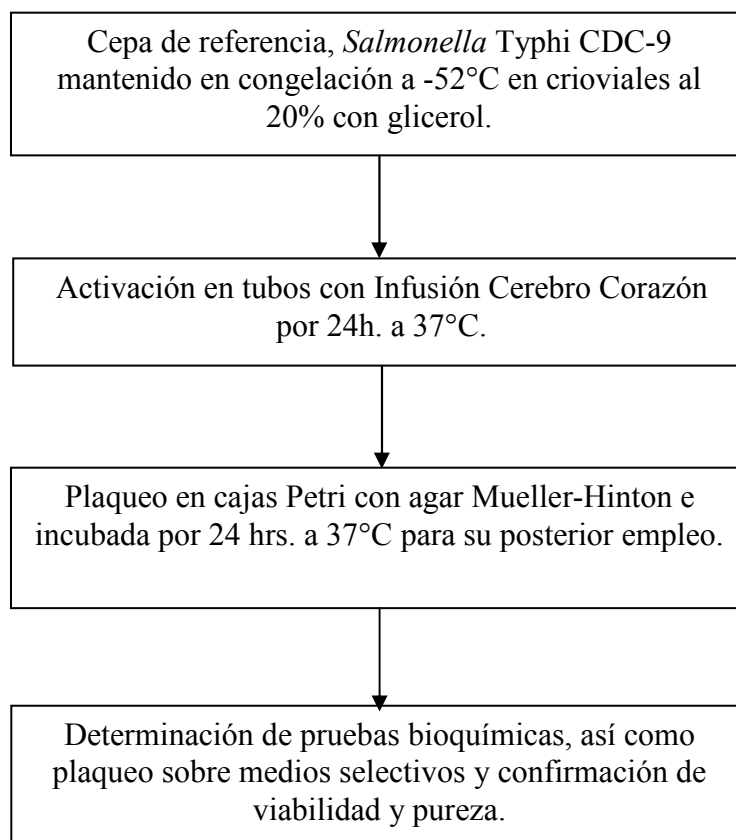 Cepa de referencia, Salmonella Typhi CDC-9
mantenido en congelación a -52°C en crioviales al
20% con glicerol.
Activación en tubos con Infusión Cerebro Corazón
por 24h. a 37°C.
Plaqueo en cajas Petri con agar Mueller-Hinton e
incubada por 24 hrs. a 37°C para su posterior empleo.
Determinación de pruebas bioquímicas, así como
plaqueo sobre medios selectivos y confirmación de
viabilidad y pureza.